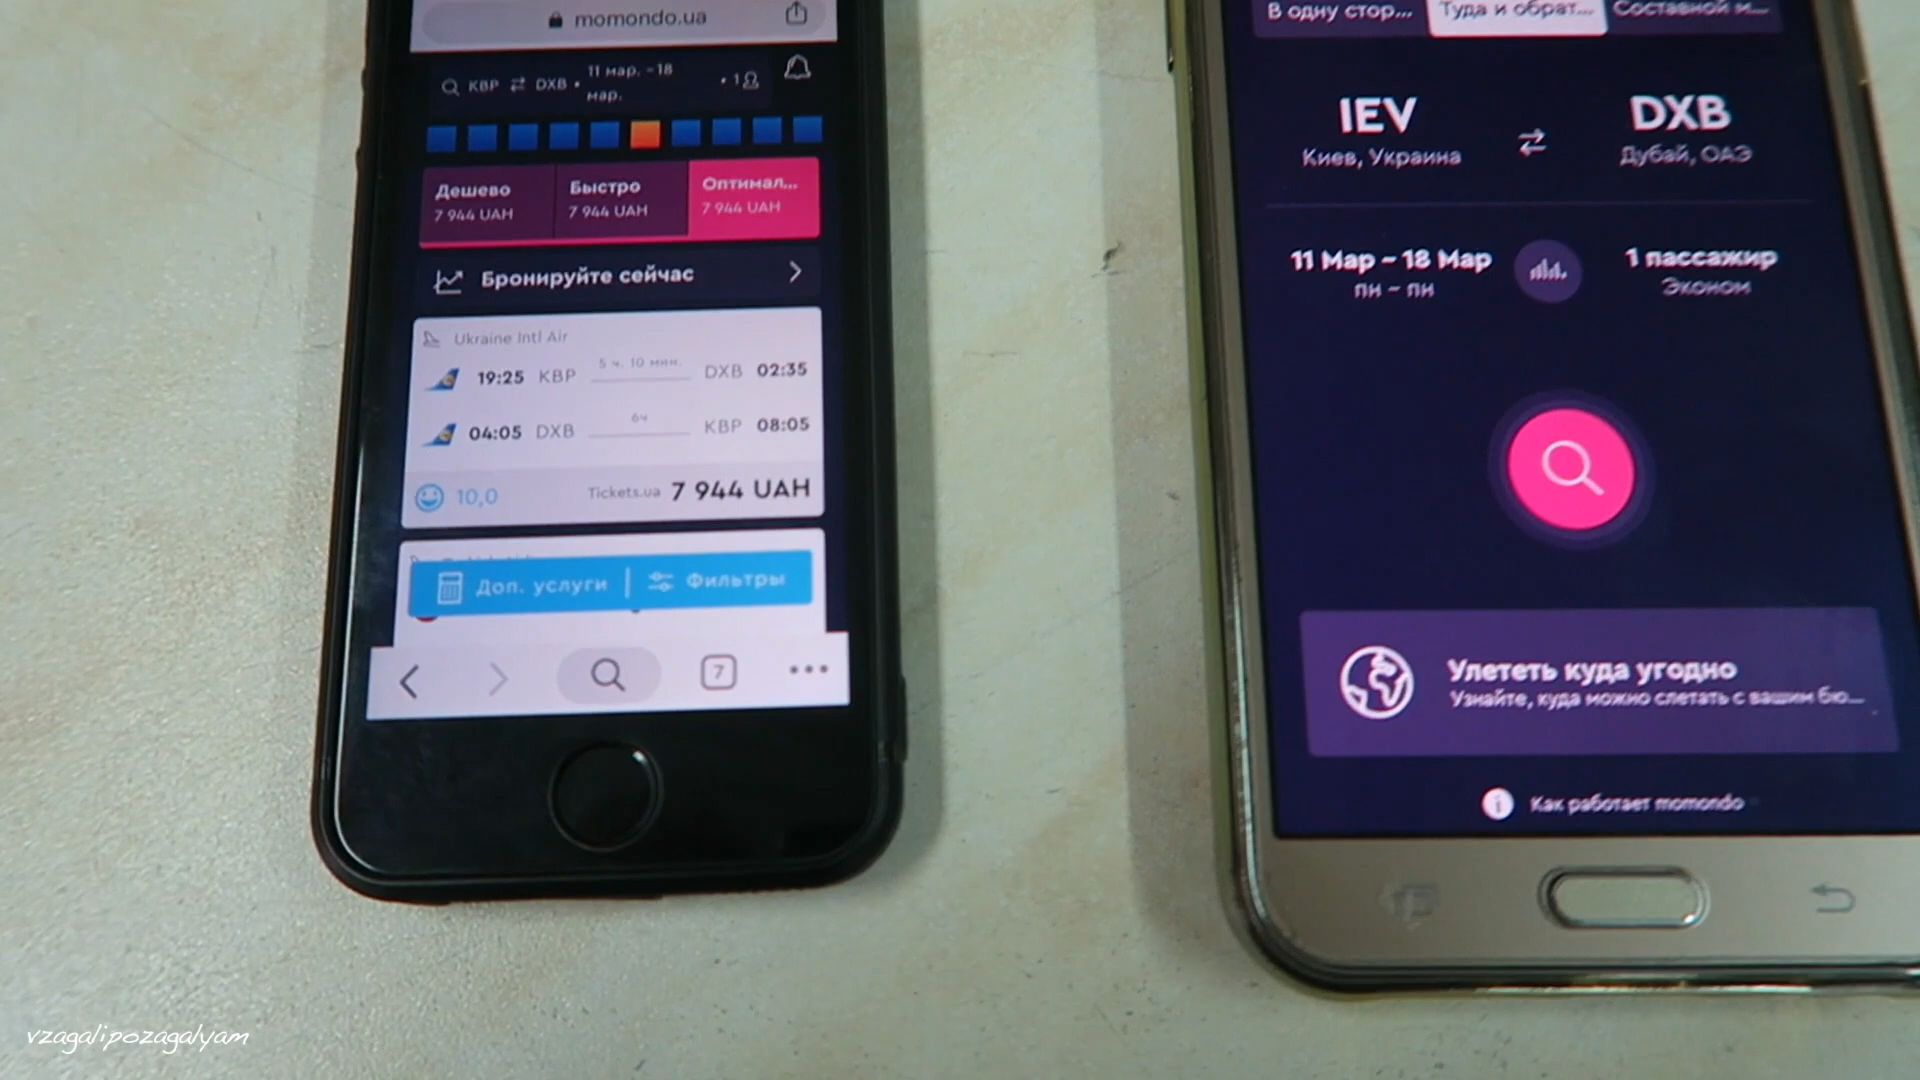 momondo.ua
KBP ⇄ DXB • 11 мар. – 18 мар. • 1
Дешево Быстро Оптимал...
7 944 UAH 7 944 UAH 7 944 UAH
Бронируйте сейчас
Ukraine Intl Air
5 ч. 10 мин.
19:25 KBP DXB 02:35
6ч
04:05 DXB KBP 08:05
10,0 Tickets.ua 7 944 UAH
Доп. услуги | Фильтры
7
В одну стор... Туда и обрат... Составной м...
IEV DXB
Киев, Украина Дубай, ОАЭ
11 Мар – 18 Мар 1 пассажир
пн – пн Эконом
Улететь куда угодно
Узнайте, куда можно слетать с вашим бю...
Как работает momondo
vzagalipozagalyam